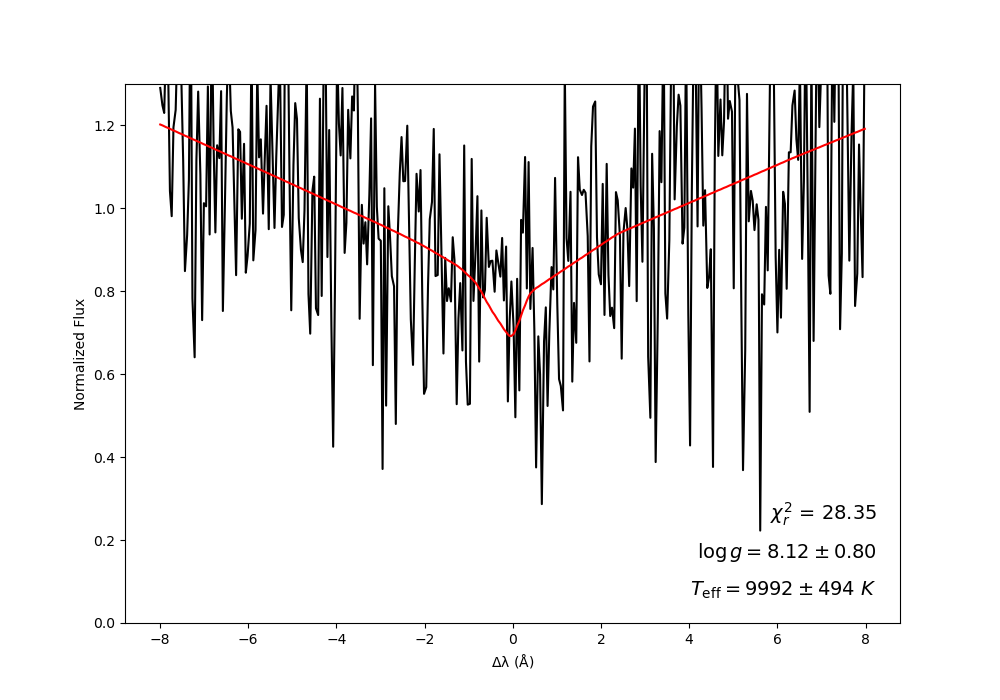 1.2
1.0
0.8
0.6
0.4
0.2
0.0
Normalized Flux
χ²ᵣ = 28.35
log g = 8.12 ± 0.80
T_eff = 9992 ± 494 K
−8 −6 −4 −2 0 2 4 6 8
Δλ (Å)